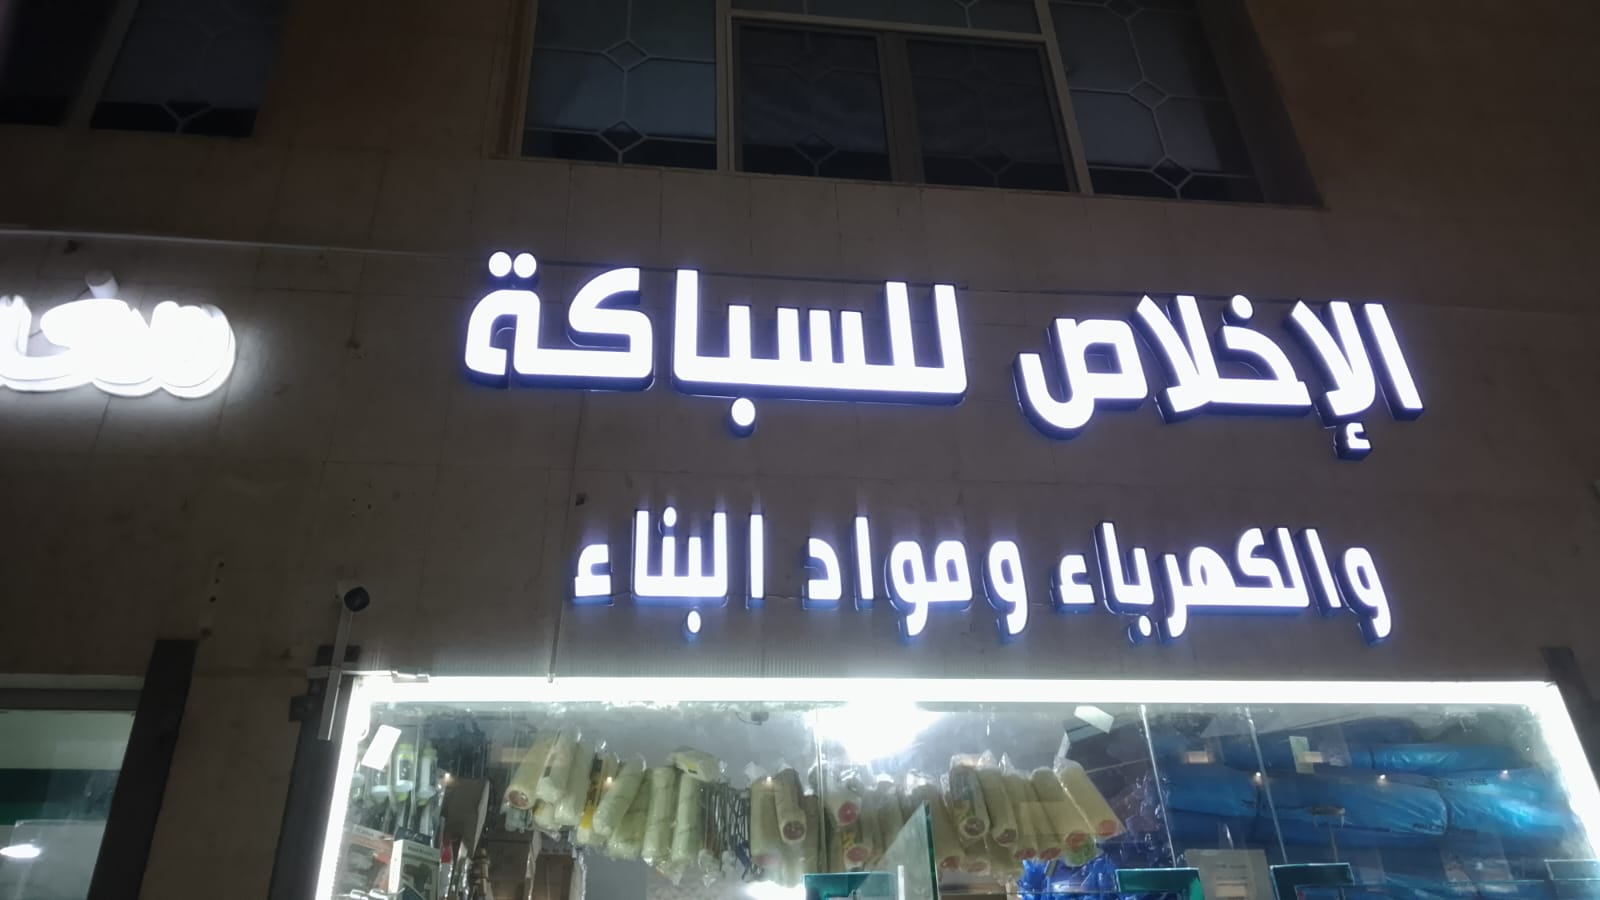 الإخلاص للسباكة
والكهرباء ومواد البناء